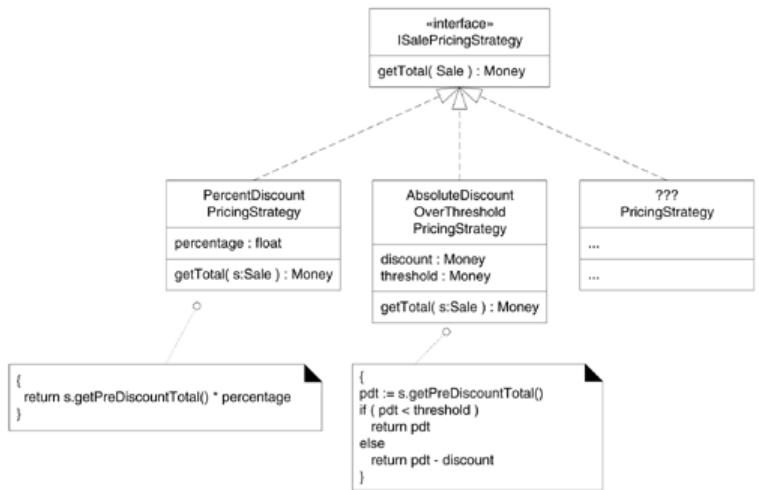 «interface»
ISalePricingStrategy
getTotal( Sale ) : Money
PercentDiscount
PricingStrategy
percentage : float
getTotal( s:Sale ) : Money
AbsoluteDiscount
OverThreshold
PricingStrategy
discount : Money
threshold : Money
getTotal( s:Sale ) : Money
???
PricingStrategy
...
...
{
return s.getPreDiscountTotal() * percentage
}
{
pdt := s.getPreDiscountTotal()
if ( pdt < threshold )
return pdt
else
return pdt - discount
}